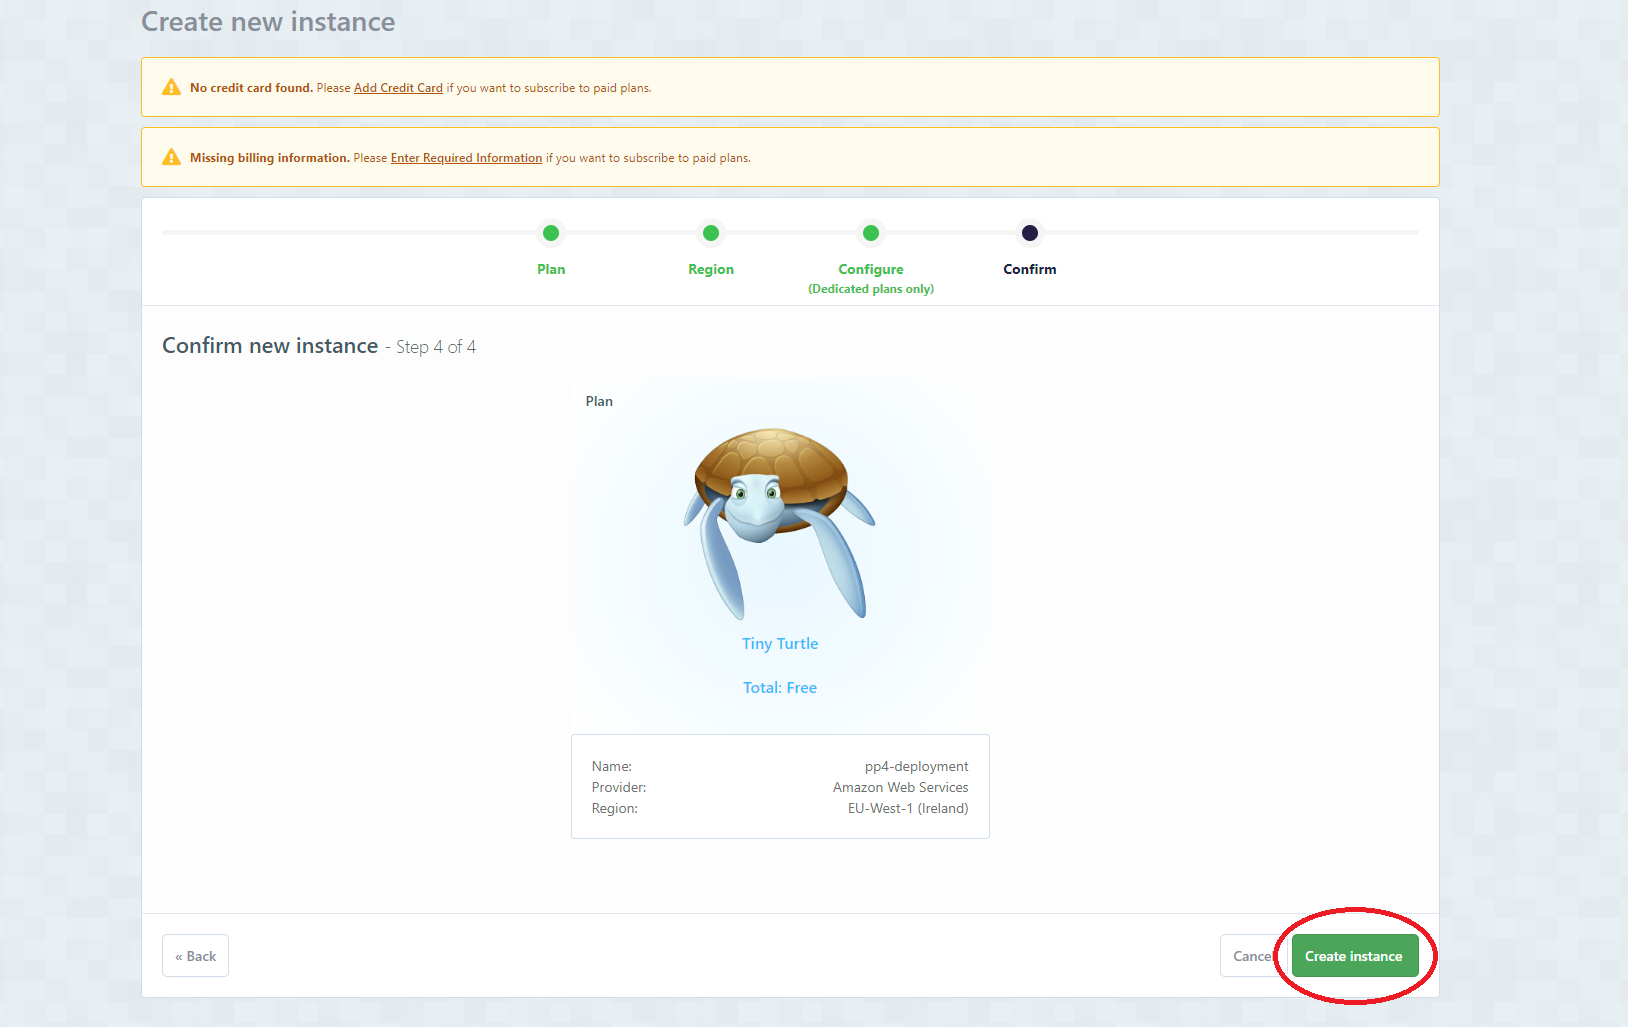 Create new instance
No credit card found. Please Add Credit Card if you want to subscribe to paid plans.
Missing billing information. Please Enter Required Information if you want to subscribe to paid plans.
Plan
Region
Configure
(Dedicated plans only)
Confirm
Confirm new instance - Step 4 of 4
Plan
Tiny Turtle
Total: Free
Name: pp4-deployment
Provider: Amazon Web Services
Region: EU-West-1 (Ireland)
« Back
Cancel
Create instance